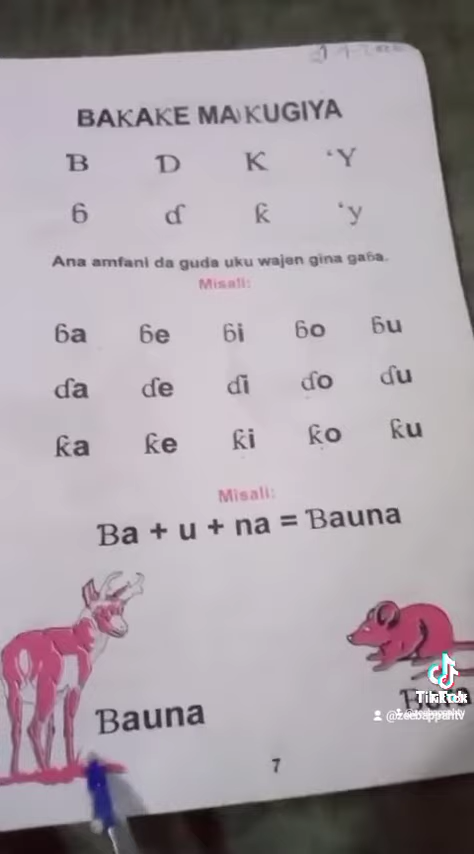 BAKAKE MA KUGIYA
Ɓ Ɗ Ƙ 'Y
ɓ ɗ ƙ 'y
Ana amfani da guda uku wajen gina gaɓa.
Misali:
ɓa ɓe ɓi ɓo ɓu
ɗa ɗe ɗi ɗo ɗu
ƙa ƙe ƙi ƙo ƙu
Misali:
Ɓa + u + na = Ɓauna
Ɓauna
TikTok
7